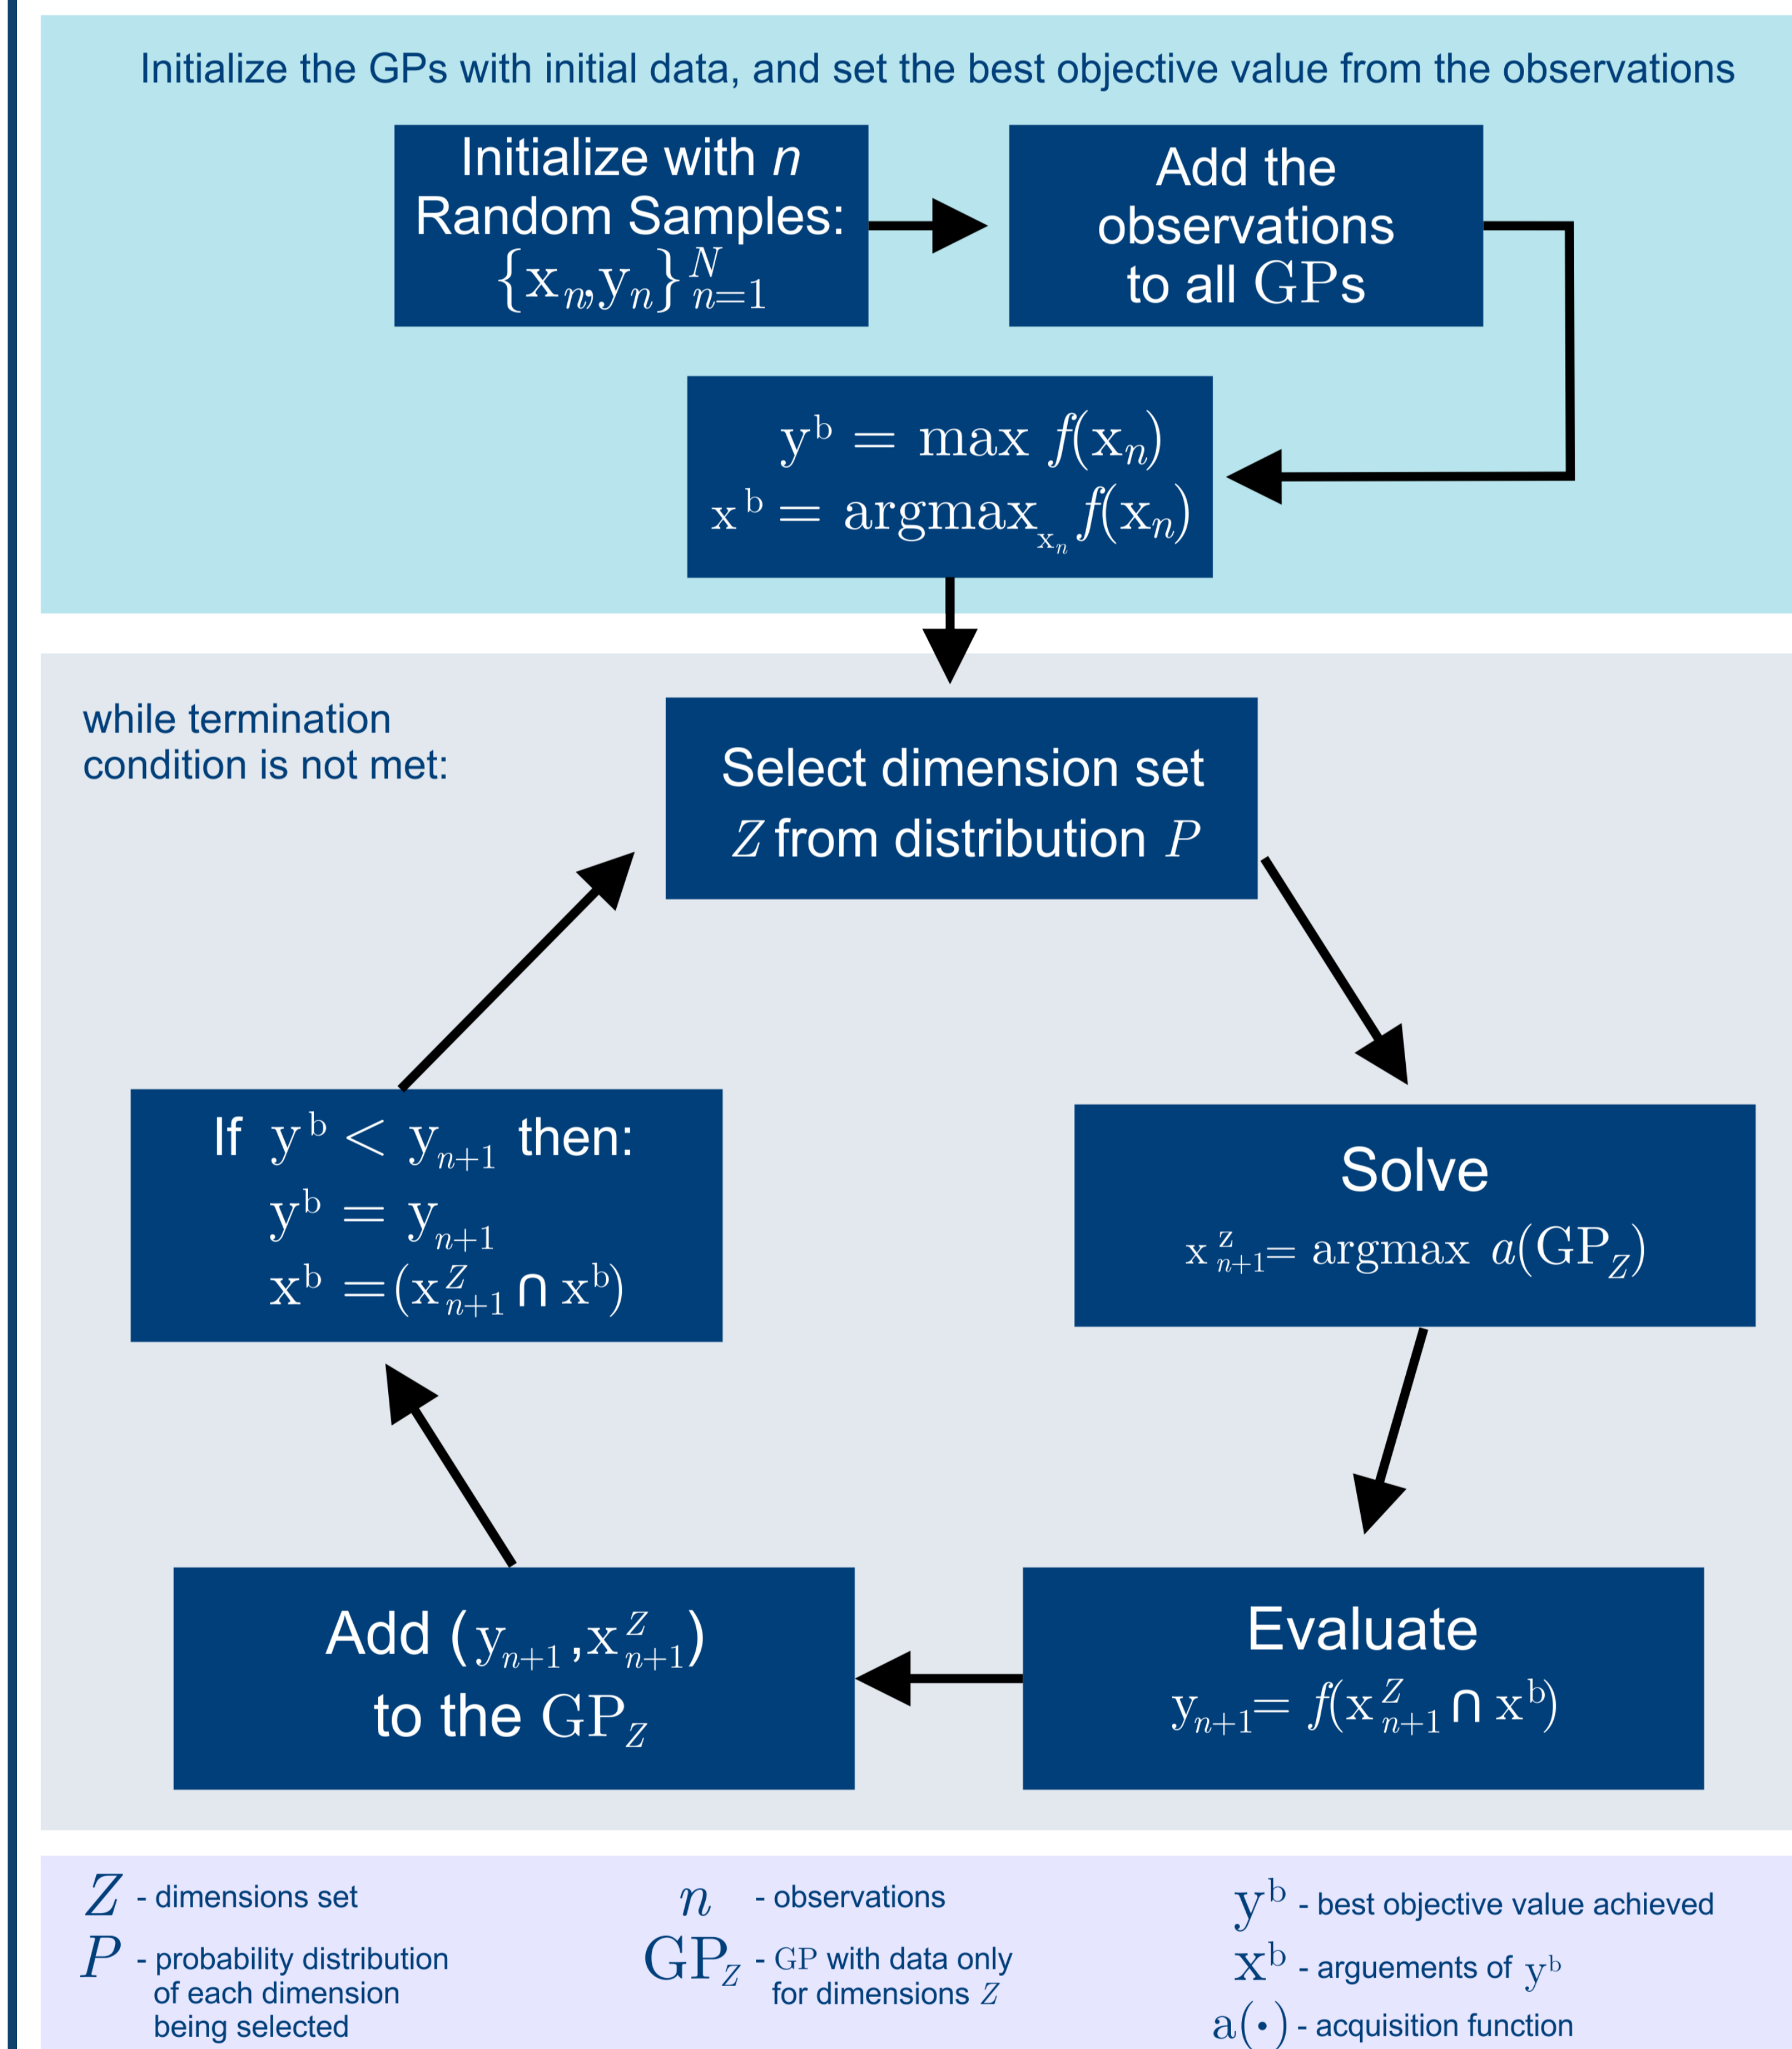 Initialize the GPs with initial data, and set the best objective value from the observations
Initialize with n
Random Samples:
{x_n, y_n}_{n=1}^N
Add the
observations
to all GPs
y^b = max f(x_n)
x^b = argmax_{x_n} f(x_n)
while termination
condition is not met:
Select dimension set
Z from distribution P
Solve
x_{n+1}^z = argmax a(GP_Z)
Evaluate
y_{n+1} = f(x_{n+1}^Z ∩ x^b)
Add (y_{n+1}, x_{n+1}^Z)
to the GP_Z
If y^b < y_{n+1} then:
y^b = y_{n+1}
x^b = (x_{n+1}^Z ∩ x^b)
Z - dimensions set
P - probability distribution
of each dimension
being selected
n - observations
GP_Z - GP with data only
for dimensions Z
y^b - best objective value achieved
x^b - arguements of y^b
a(·) - acquisition function